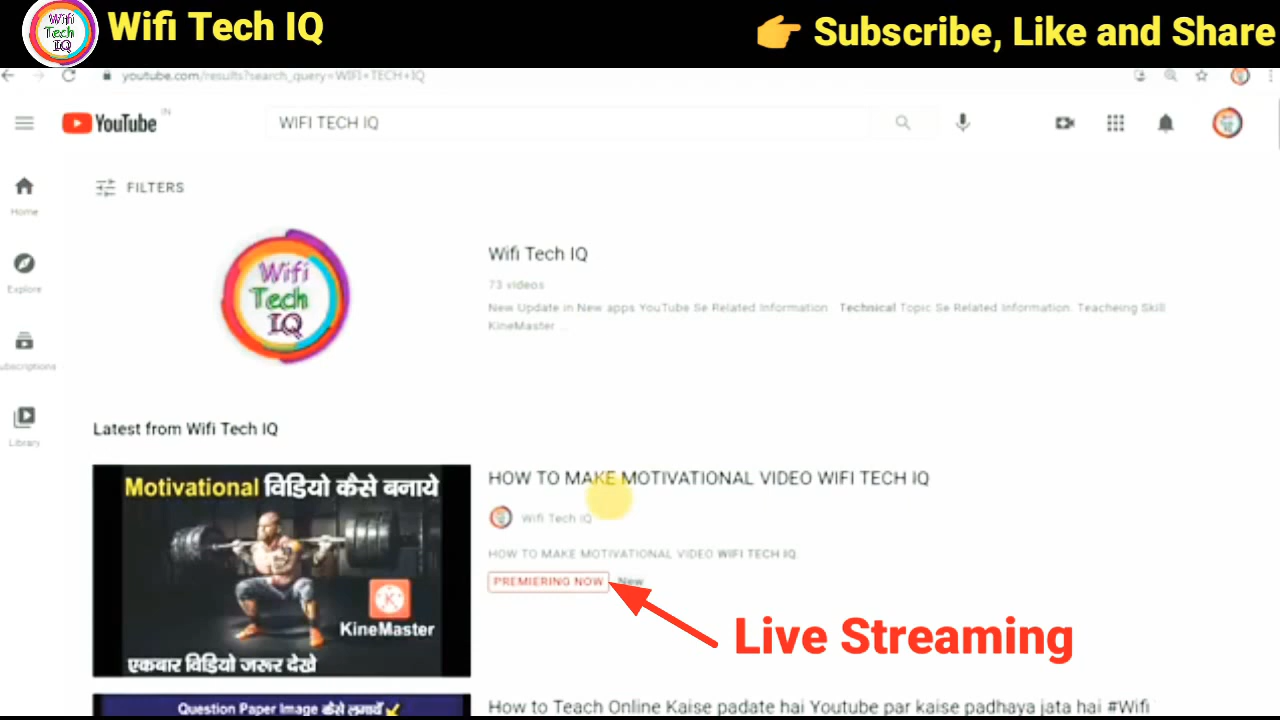 Wifi Tech IQ
Wifi Tech IQ
👉 Subscribe, Like and Share
youtube.com/results?search_query=WIFI+TECH+IQ
YouTube IN
WIFI TECH IQ
FILTERS
Home
Explore
ubscriptions
Library
Wifi Tech IQ
Wifi Tech IQ
73 videos
New Update in New apps YouTube Se Related Information Technical Topic Se Related Information. Teacheing Skill
KineMaster ...
Latest from Wifi Tech IQ
Motivational विडियो कैसे बनाये
KineMaster
एकबार विडियो जरूर देखे
HOW TO MAKE MOTIVATIONAL VIDEO WIFI TECH IQ
Wifi Tech IQ
HOW TO MAKE MOTIVATIONAL VIDEO WIFI TECH IQ
PREMIERING NOW New
Live Streaming
Question Paper Image कैसे लगायें
How to Teach Online Kaise padate hai Youtube par kaise padhaya jata hai #Wifi